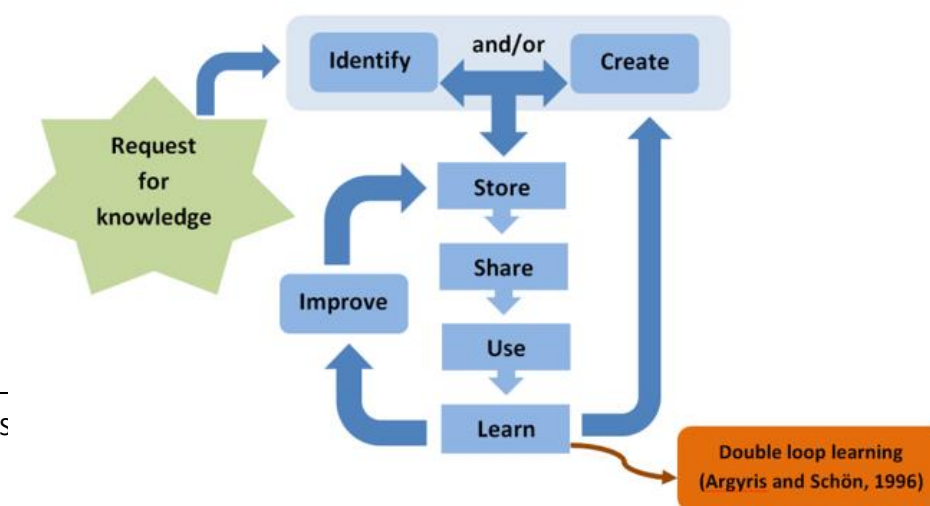 Identify
and/or
Create
Request
for
knowledge
Store
Share
Improve
Use
Learn
S
Double loop learning
(Argyris and Schön, 1996)